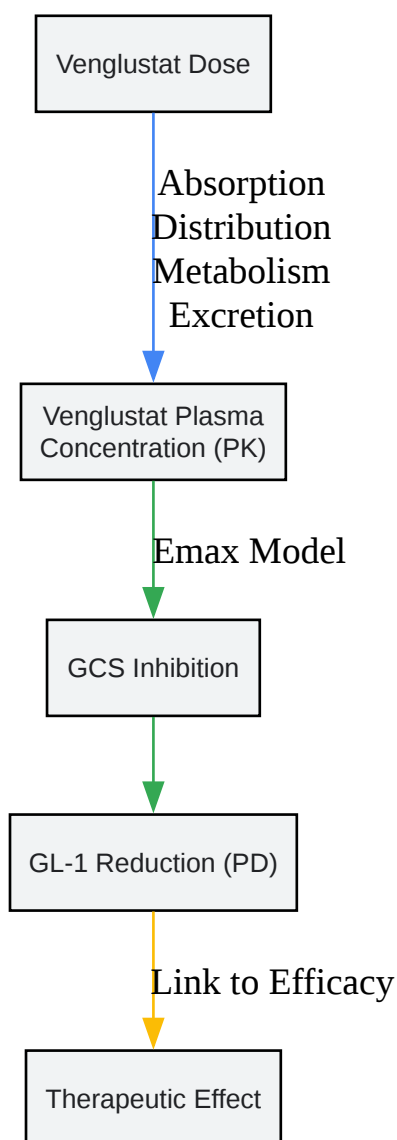 Venglustat Dose
Absorption
Distribution
Metabolism
Excretion
Venglustat Plasma
Concentration (PK)
Emax Model
GCS Inhibition
GL-1 Reduction (PD)
Link to Efficacy
Therapeutic Effect